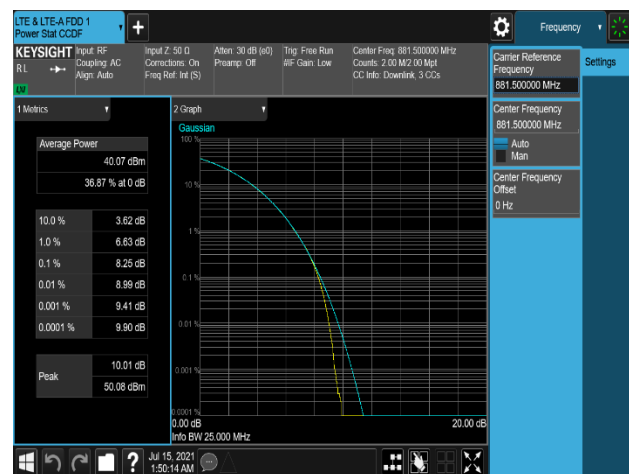 LTE & LTE-A FDD 1
Power Stat CCDF
Frequency
KEYSIGHT
RL
LV
Input: RF
Coupling: AC
Align: Auto
Input Z: 50 Ω
Corrections: On
Freq Ref: Int (S)
Atten: 30 dB (e0)
Preamp: Off
Trig: Free Run
#IF Gain: Low
Center Freq: 881.500000 MHz
Counts: 2.00 M/2.00 Mpt
CC Info: Downlink, 3 CCs
1 Metrics
Average Power
40.07 dBm
36.87 % at 0 dB
10.0 % 3.62 dB
1.0 % 6.63 dB
0.1 % 8.25 dB
0.01 % 8.99 dB
0.001 % 9.41 dB
0.0001 % 9.90 dB
Peak
10.01 dB
50.08 dBm
2 Graph
Gaussian
100 %
10 %
1 %
0.1 %
0.01 %
0.001 %
0.0001 %
0.00 dB
20.00 dB
Info BW 25.000 MHz
Carrier Reference
Frequency
881.500000 MHz
Center Frequency
881.500000 MHz
Auto
Man
Center Frequency
Offset
0 Hz
Settings
?
Jul 15, 2021
1:50:14 AM